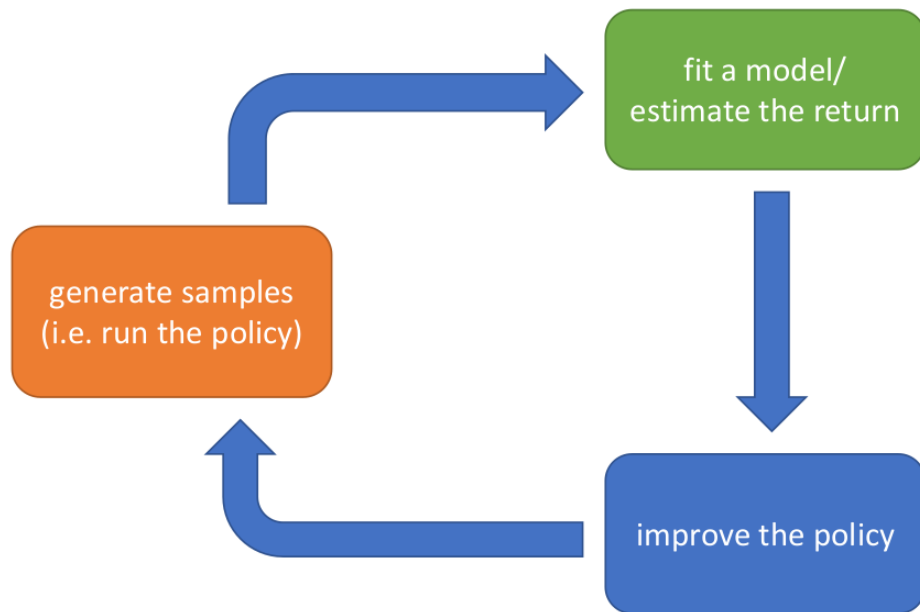 fit a model/
estimate the return
generate samples
(i.e. run the policy)
improve the policy